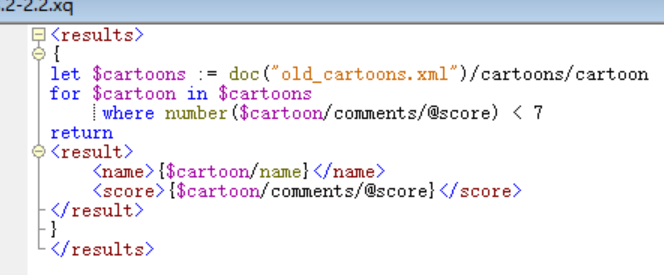 .2-2.2.xq
<results>
{
let $cartoons := doc("old_cartoons.xml")/cartoons/cartoon
for $cartoon in $cartoons
where number($cartoon/comments/@score) < 7
return
<result>
<name>{$cartoon/name}</name>
<score>{$cartoon/comments/@score}</score>
</result>
}
</results>